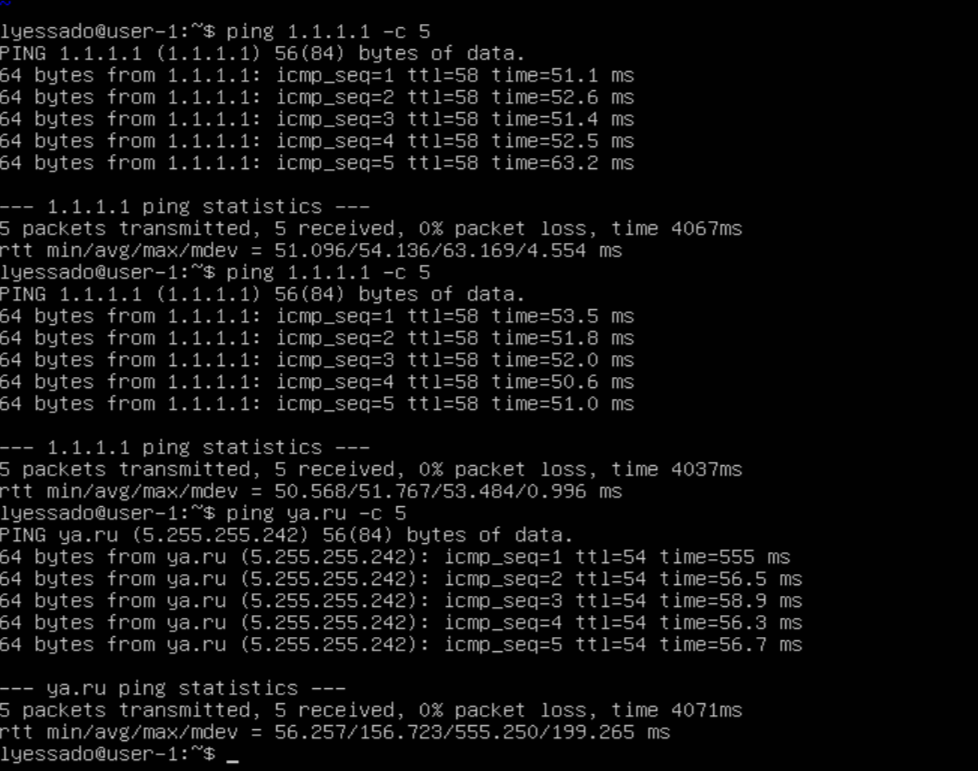 ~
lyessado@user-1:~$ ping 1.1.1.1 -c 5
PING 1.1.1.1 (1.1.1.1) 56(84) bytes of data.
64 bytes from 1.1.1.1: icmp_seq=1 ttl=58 time=51.1 ms
64 bytes from 1.1.1.1: icmp_seq=2 ttl=58 time=52.6 ms
64 bytes from 1.1.1.1: icmp_seq=3 ttl=58 time=51.4 ms
64 bytes from 1.1.1.1: icmp_seq=4 ttl=58 time=52.5 ms
64 bytes from 1.1.1.1: icmp_seq=5 ttl=58 time=63.2 ms
--- 1.1.1.1 ping statistics ---
5 packets transmitted, 5 received, 0% packet loss, time 4067ms
rtt min/avg/max/mdev = 51.096/54.136/63.169/4.554 ms
lyessado@user-1:~$ ping 1.1.1.1 -c 5
PING 1.1.1.1 (1.1.1.1) 56(84) bytes of data.
64 bytes from 1.1.1.1: icmp_seq=1 ttl=58 time=53.5 ms
64 bytes from 1.1.1.1: icmp_seq=2 ttl=58 time=51.8 ms
64 bytes from 1.1.1.1: icmp_seq=3 ttl=58 time=52.0 ms
64 bytes from 1.1.1.1: icmp_seq=4 ttl=58 time=50.6 ms
64 bytes from 1.1.1.1: icmp_seq=5 ttl=58 time=51.0 ms
--- 1.1.1.1 ping statistics ---
5 packets transmitted, 5 received, 0% packet loss, time 4037ms
rtt min/avg/max/mdev = 50.568/51.767/53.484/0.996 ms
lyessado@user-1:~$ ping ya.ru -c 5
PING ya.ru (5.255.255.242) 56(84) bytes of data.
64 bytes from ya.ru (5.255.255.242): icmp_seq=1 ttl=54 time=555 ms
64 bytes from ya.ru (5.255.255.242): icmp_seq=2 ttl=54 time=56.5 ms
64 bytes from ya.ru (5.255.255.242): icmp_seq=3 ttl=54 time=58.9 ms
64 bytes from ya.ru (5.255.255.242): icmp_seq=4 ttl=54 time=56.3 ms
64 bytes from ya.ru (5.255.255.242): icmp_seq=5 ttl=54 time=56.7 ms
--- ya.ru ping statistics ---
5 packets transmitted, 5 received, 0% packet loss, time 4071ms
rtt min/avg/max/mdev = 56.257/156.723/555.250/199.265 ms
lyessado@user-1:~$ _